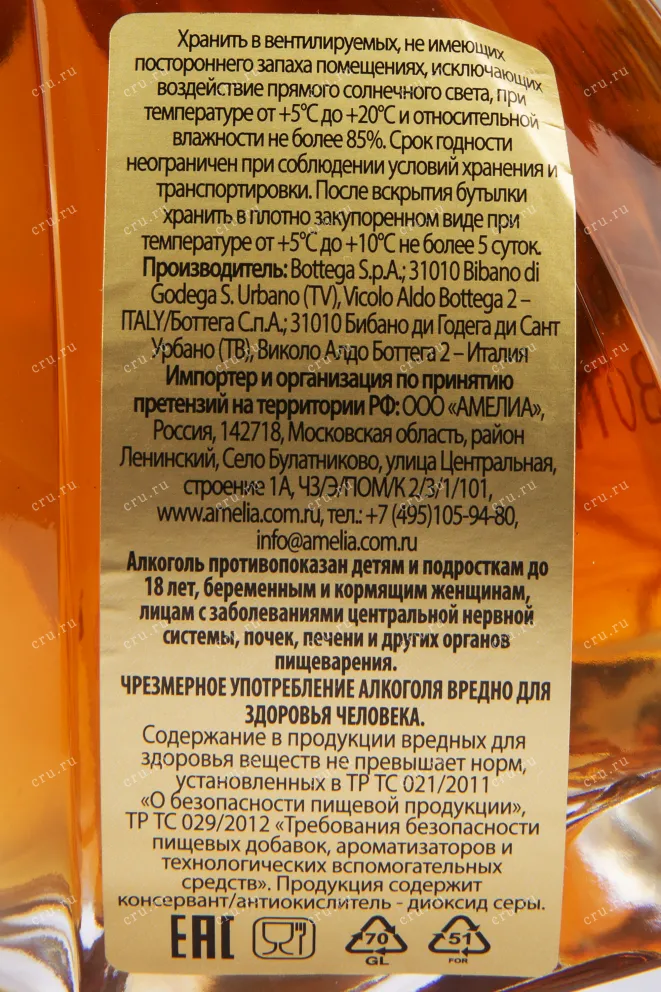 Хранить в вентилируемых, не имеющих
постороннего запаха помещениях, исключающих
воздействие прямого солнечного света, при
температуре от +5°С до +20°С и относительной
влажности не более 85%. Срок годности
неограничен при соблюдении условий хранения и
транспортировки. После вскрытия бутылки
хранить в плотно закупоренном виде при
температуре от +5°С до +10°С не более 5 суток.
Производитель: Bottega S.p.A.; 31010 Bibano di
Godega S. Urbano (TV), Vicolo Aldo Bottega 2 –
ITALY/Боттега С.п.А.; 31010 Бибано ди Годега ди Сант
Урбано (ТВ), Виколо Алдо Боттега 2 – Италия
Импортер и организация по принятию
претензий на территории РФ: ООО «АМЕЛИА»,
Россия, 142718, Московская область, район
Ленинский, Село Булатниково, улица Центральная,
строение 1А, ЧЗ/Э/ПОМ/К 2/3/1/101,
www.amelia.com.ru, тел.: +7 (495)105-94-80,
info@amelia.com.ru
Алкоголь противопоказан детям и подросткам до
18 лет, беременным и кормящим женщинам,
лицам с заболеваниями центральной нервной
системы, почек, печени и других органов
пищеварения.
ЧРЕЗМЕРНОЕ УПОТРЕБЛЕНИЕ АЛКОГОЛЯ ВРЕДНО ДЛЯ
ЗДОРОВЬЯ ЧЕЛОВЕКА.
Содержание в продукции вредных для
здоровья веществ не превышает норм,
установленных в ТР ТС 021/2011
«О безопасности пищевой продукции»,
ТР ТС 029/2012 «Требования безопасности
пищевых добавок, ароматизаторов и
технологических вспомогательных
средств». Продукция содержит
консервант/антиокислитель - диоксид серы.
EAC 70 51
GL FOR
cru.ru